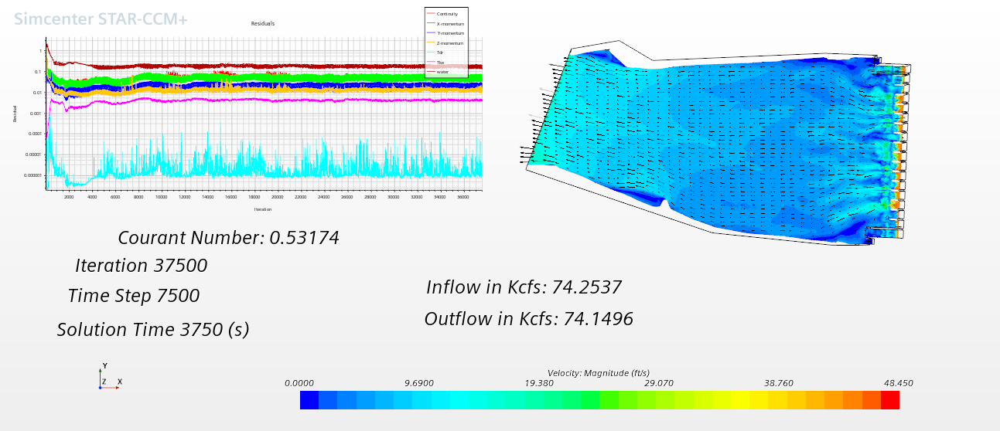 Simcenter STAR-CCM+
Residuals
Continuity
X-momentum
Y-momentum
Z-momentum
Tdr
Tke
water
Residual
1
0.1
0.01
0.001
0.0001
0.00001
0.000001
2000 4000 6000 8000 10000 12000 14000 16000 18000 20000 22000 24000 26000 28000 30000 32000 34000 36000
Iteration
Courant Number: 0.53174
Iteration 37500
Time Step 7500
Solution Time 3750 (s)
Inflow in Kcfs: 74.2537
Outflow in Kcfs: 74.1496
Y
Z X
Velocity: Magnitude (ft/s)
0.0000 9.6900 19.380 29.070 38.760 48.450